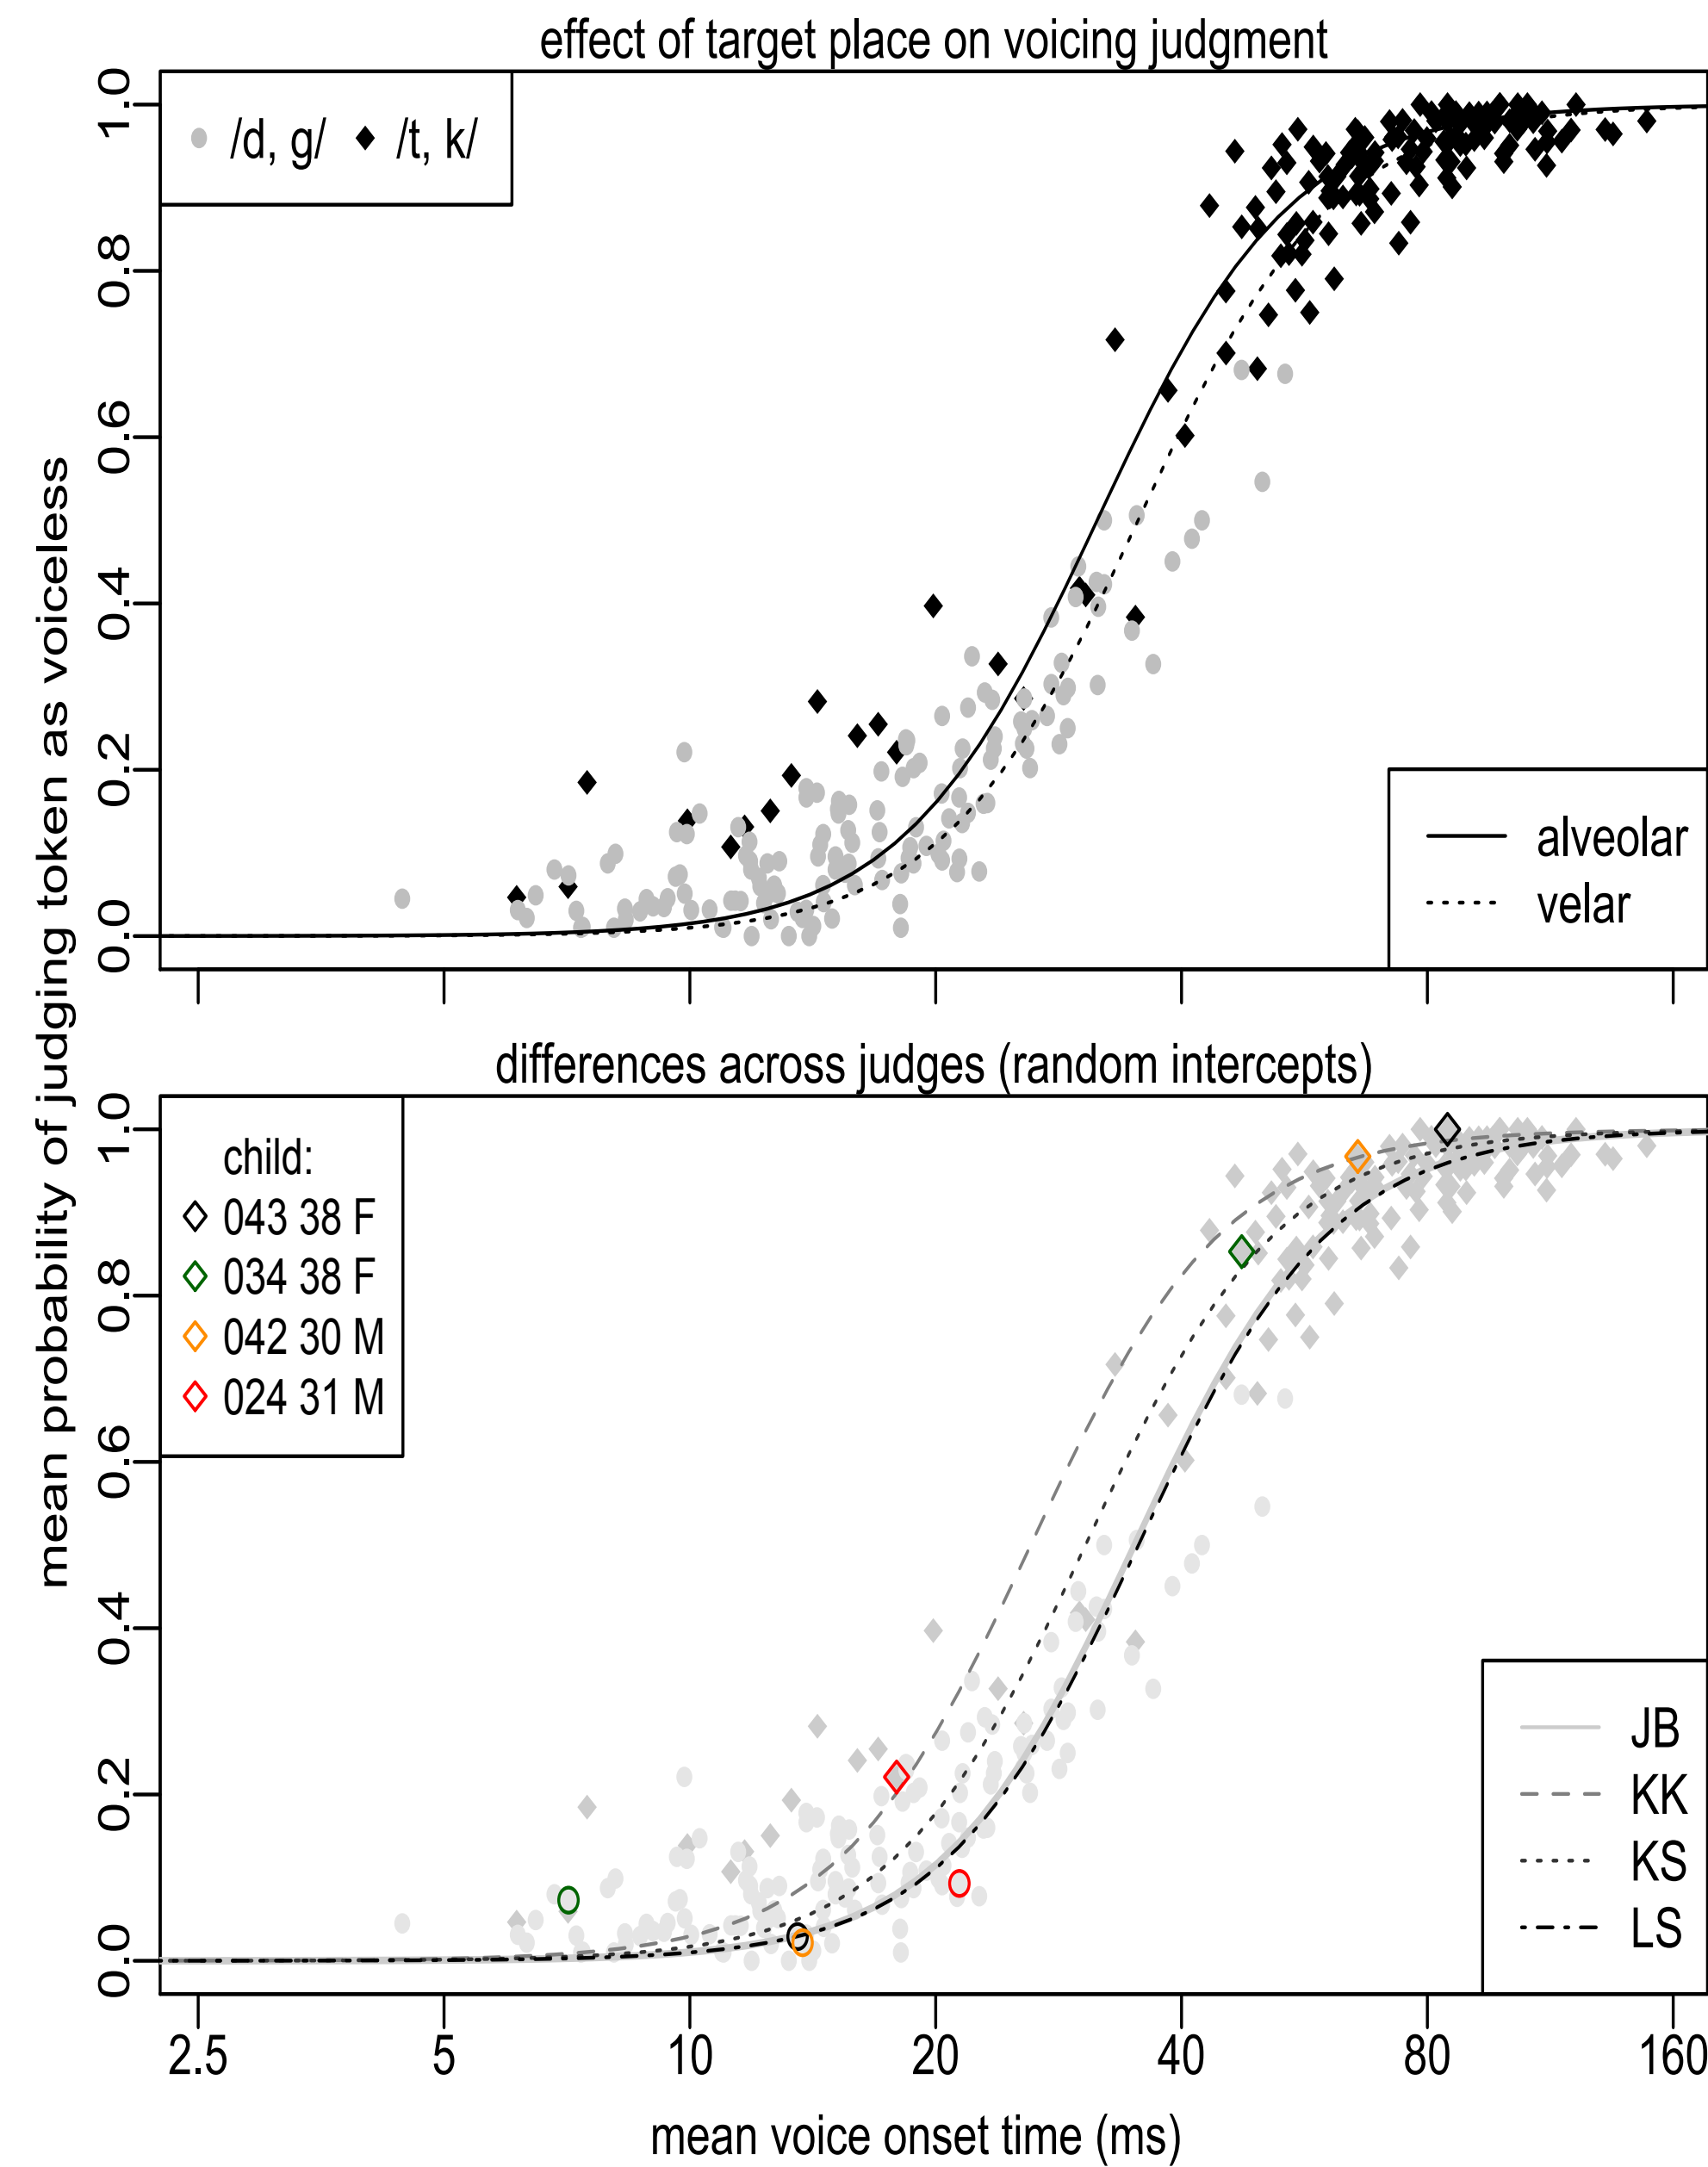 effect of target place on voicing judgment
/d, g/ /t, k/
1.0
0.8
0.6
0.4
0.2
0.0
alveolar
velar
mean probability of judging token as voiceless
differences across judges (random intercepts)
child:
043 38 F
034 38 F
042 30 M
024 31 M
1.0
0.8
0.6
0.4
0.2
0.0
JB
KK
KS
LS
2.5 5 10 20 40 80 160
mean voice onset time (ms)